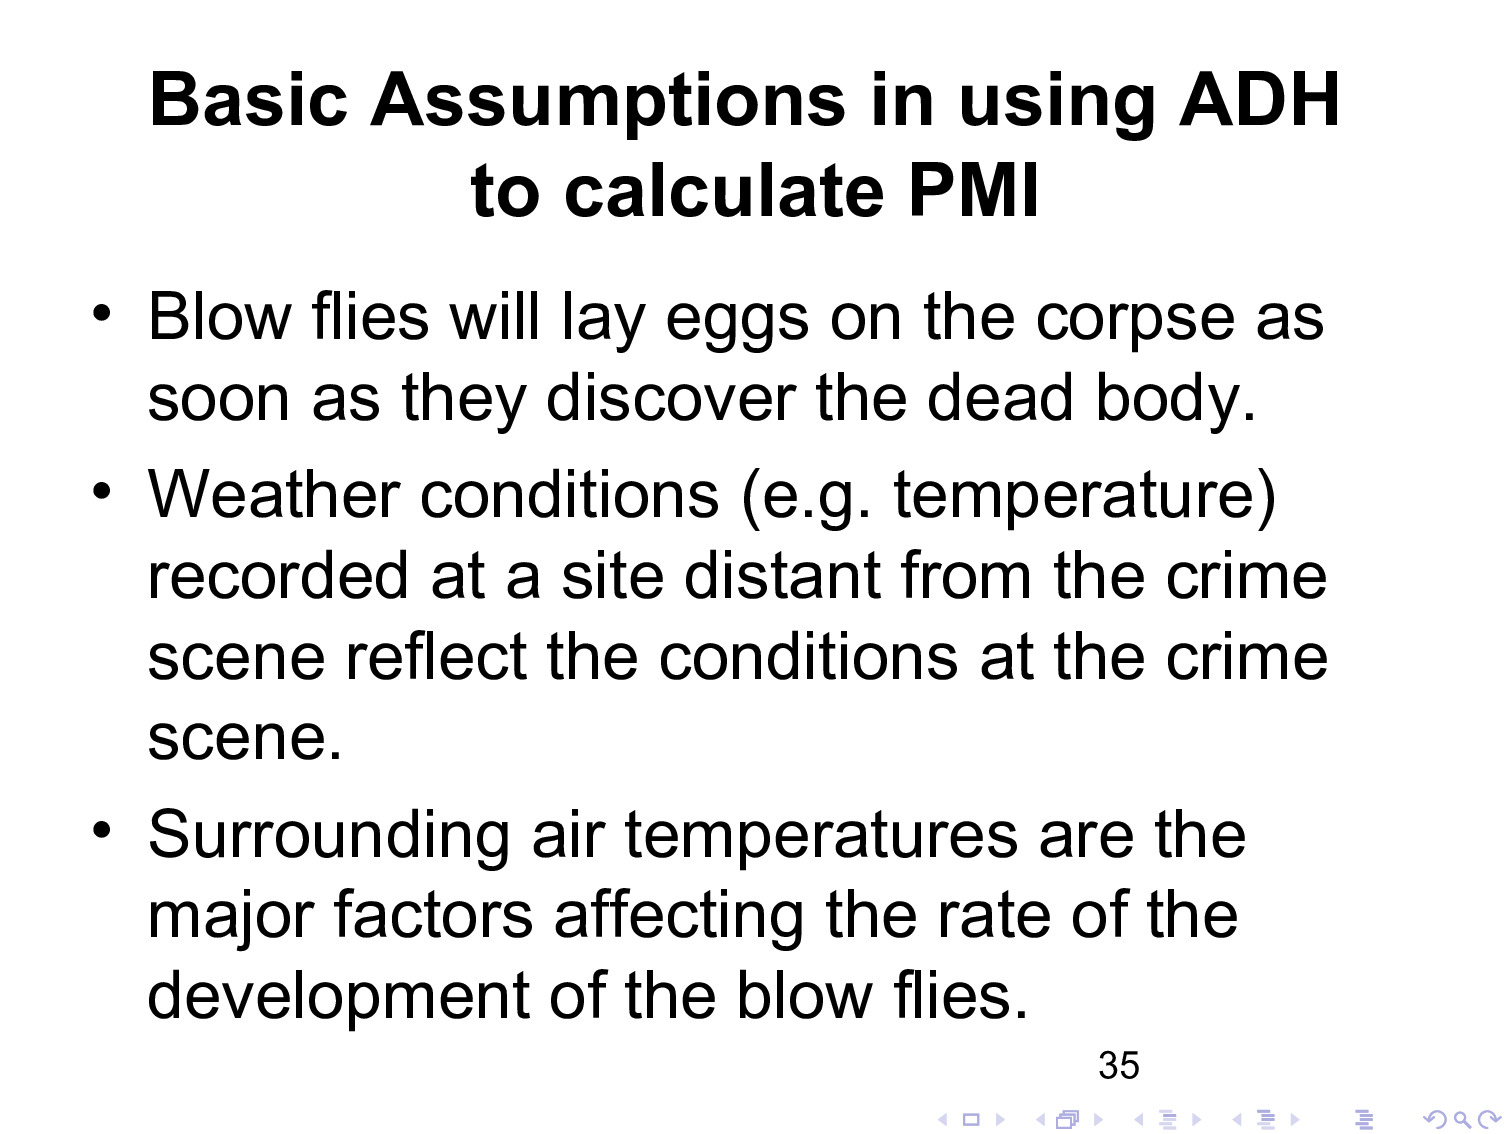 Basic Assumptions in using ADH
to calculate PMI
• Blow flies will lay eggs on the corpse as
soon as they discover the dead body.
• Weather conditions (e.g. temperature)
recorded at a site distant from the crime
scene reflect the conditions at the crime
scene.
• Surrounding air temperatures are the
major factors affecting the rate of the
development of the blow flies.
35